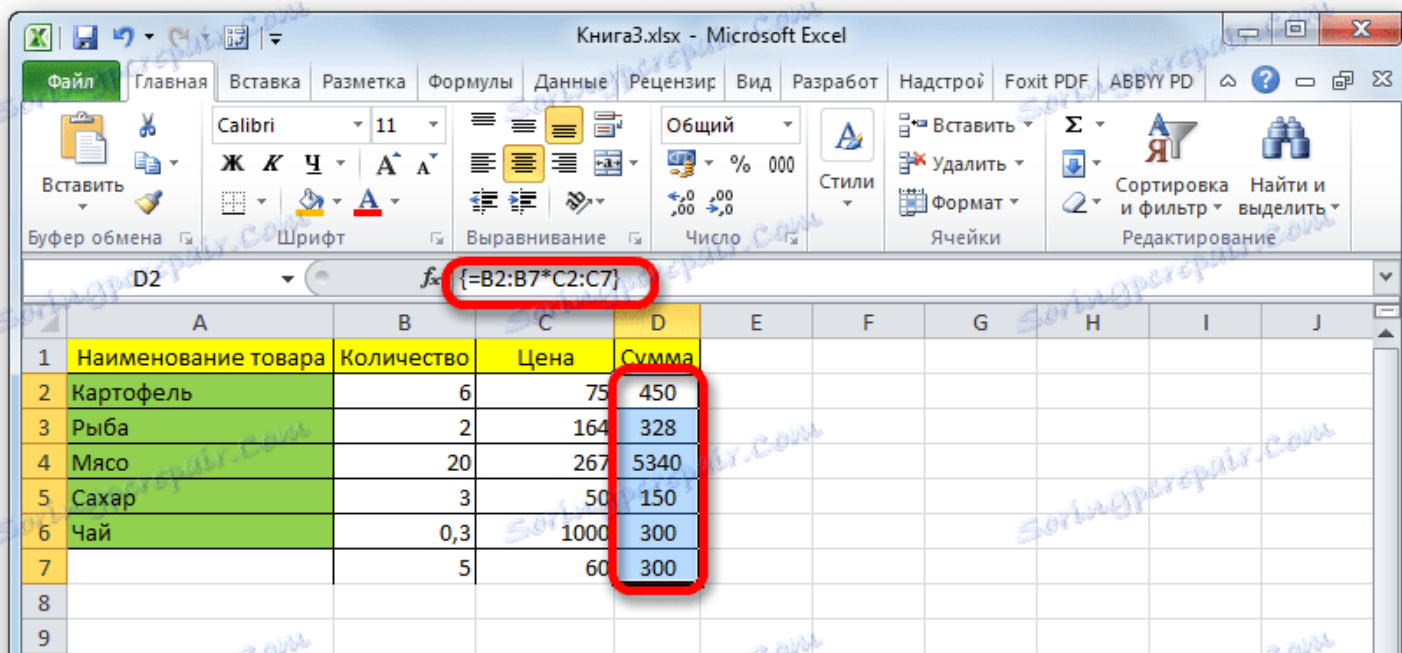 Книга3.xlsx - Microsoft Excel
Файл Главная Вставка Разметка Формулы Данные Рецензир Вид Разработ Надстрой Foxit PDF ABBYY PD
Calibri 11 Общий Вставить Σ
Ж К Ч А А % 000 Удалить
Вставить Стили Формат Сортировка и фильтр Найти и выделить
Буфер обмена Шрифт Выравнивание Число Ячейки Редактирование
D2 fx {=B2:B7*C2:C7}
A B C D E F G H I J
1 Наименование товара Количество Цена Сумма
2 Картофель 6 75 450
3 Рыба 2 164 328
4 Мясо 20 267 5340
5 Сахар 3 50 150
6 Чай 0,3 1000 300
7 5 60 300
8
9